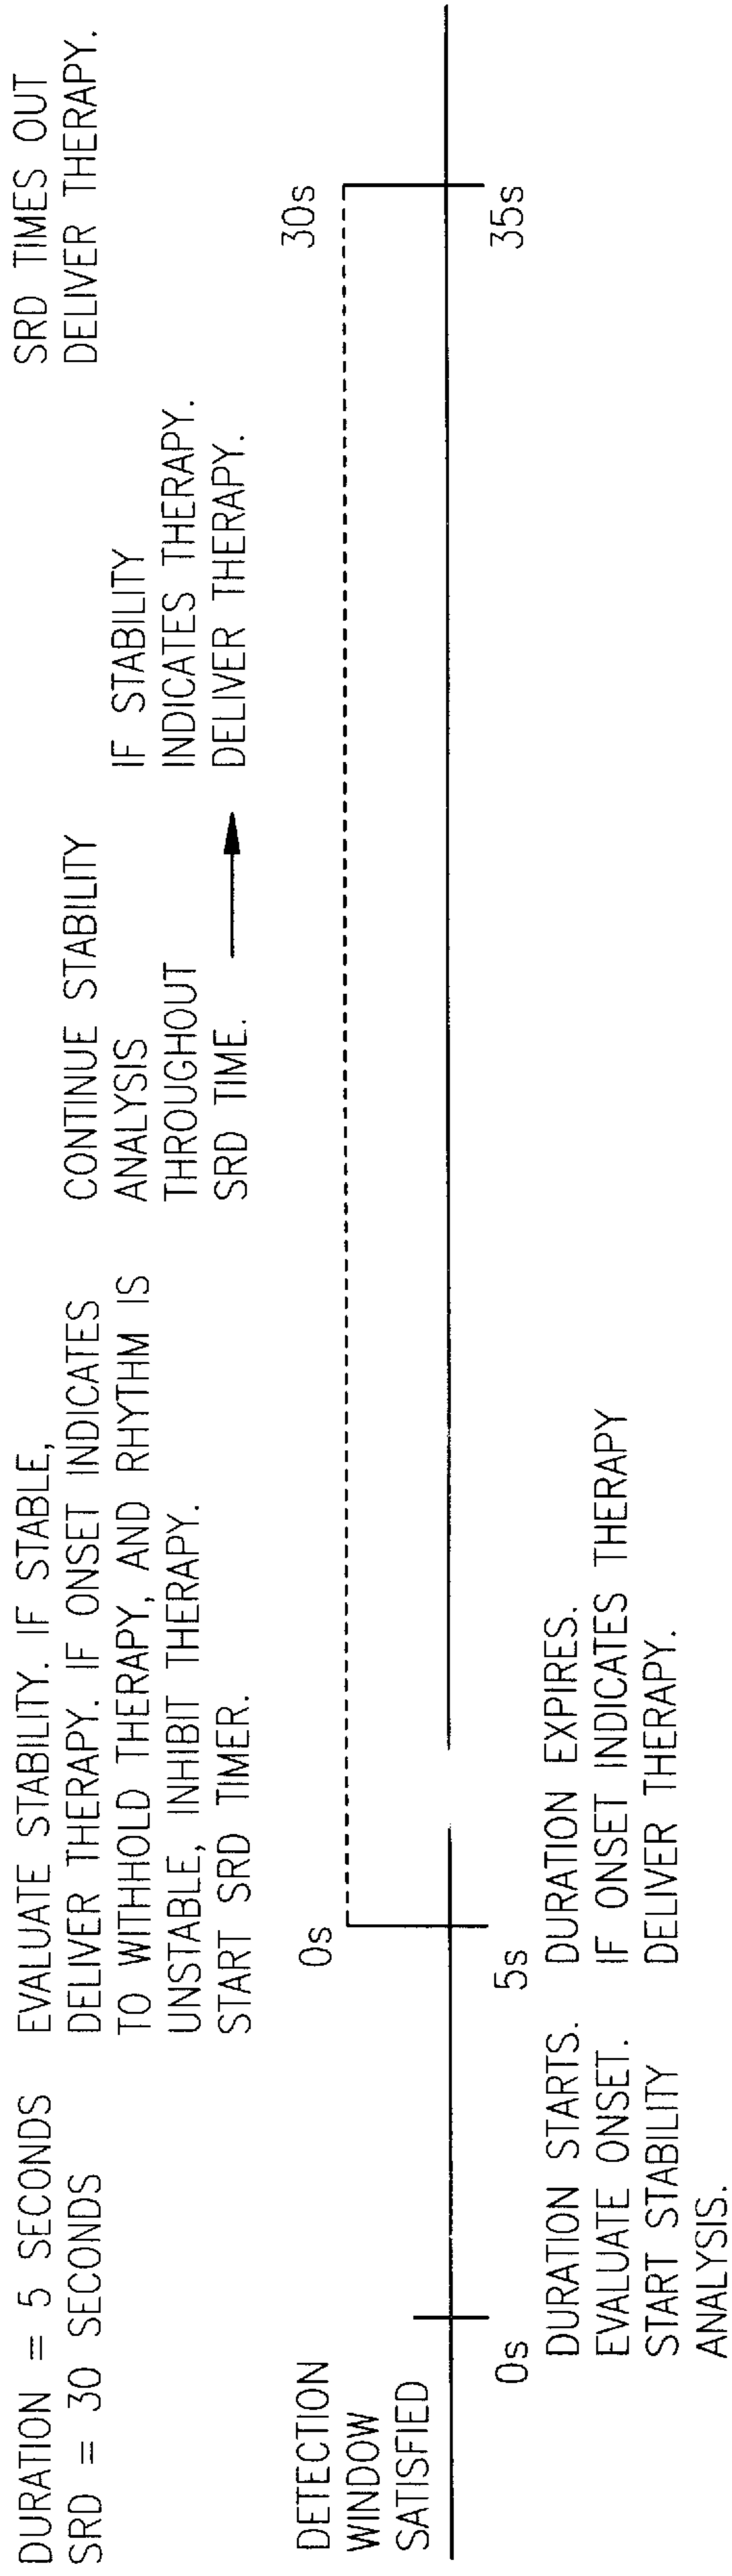 DURATION = 5 SECONDS
SRD = 30 SECONDS
EVALUATE STABILITY. IF STABLE,
DELIVER THERAPY. IF ONSET INDICATES
TO WITHHOLD THERAPY, AND RHYTHM IS
UNSTABLE, INHIBIT THERAPY.
START SRD TIMER.
CONTINUE STABILITY
ANALYSIS
THROUGHOUT
SRD TIME.
IF STABILITY
INDICATES THERAPY.
DELIVER THERAPY.
SRD TIMES OUT
DELIVER THERAPY.
DETECTION
WINDOW
SATISFIED
0s
30s
0s
5s
35s
DURATION STARTS.
EVALUATE ONSET.
START STABILITY
ANALYSIS.
DURATION EXPIRES.
IF ONSET INDICATES THERAPY
DELIVER THERAPY.